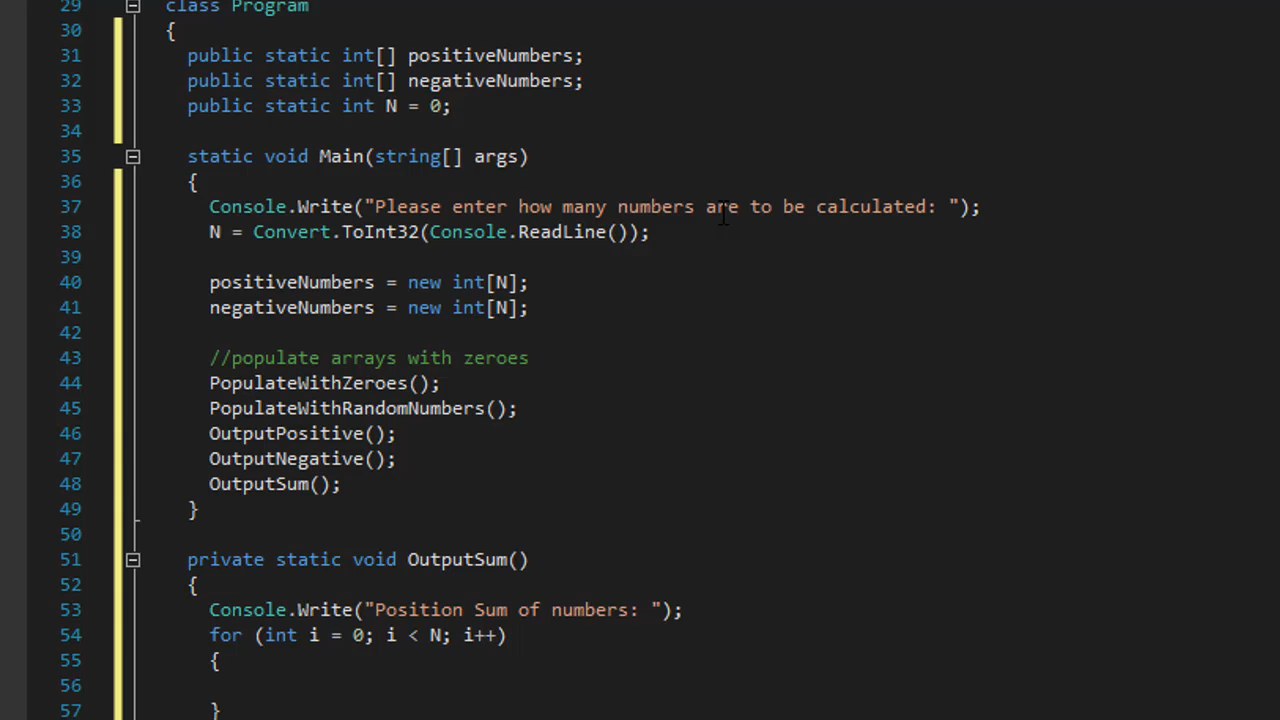 29 class Program
30 {
31 public static int[] positiveNumbers;
32 public static int[] negativeNumbers;
33 public static int N = 0;
34
35 static void Main(string[] args)
36 {
37 Console.Write("Please enter how many numbers are to be calculated: ");
38 N = Convert.ToInt32(Console.ReadLine());
39
40 positiveNumbers = new int[N];
41 negativeNumbers = new int[N];
42
43 //populate arrays with zeroes
44 PopulateWithZeroes();
45 PopulateWithRandomNumbers();
46 OutputPositive();
47 OutputNegative();
48 OutputSum();
49 }
50
51 private static void OutputSum()
52 {
53 Console.Write("Position Sum of numbers: ");
54 for (int i = 0; i < N; i++)
55 {
56
57 }